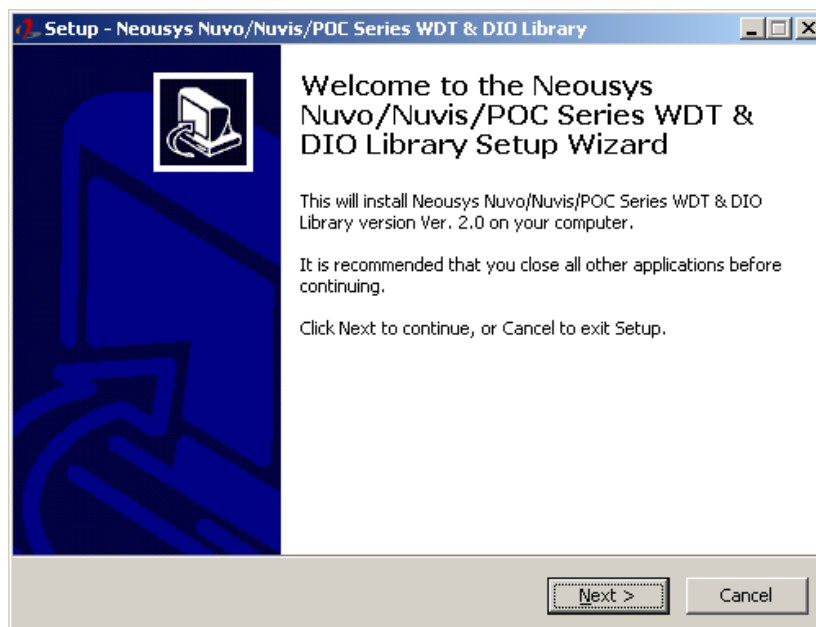 Setup - Neousys Nuvo/Nuvis/POC Series WDT & DIO Library
Welcome to the Neousys
Nuvo/Nuvis/POC Series WDT &
DIO Library Setup Wizard
This will install Neousys Nuvo/Nuvis/POC Series WDT & DIO
Library version Ver. 2.0 on your computer.
It is recommended that you close all other applications before
continuing.
Click Next to continue, or Cancel to exit Setup.
Next >
Cancel